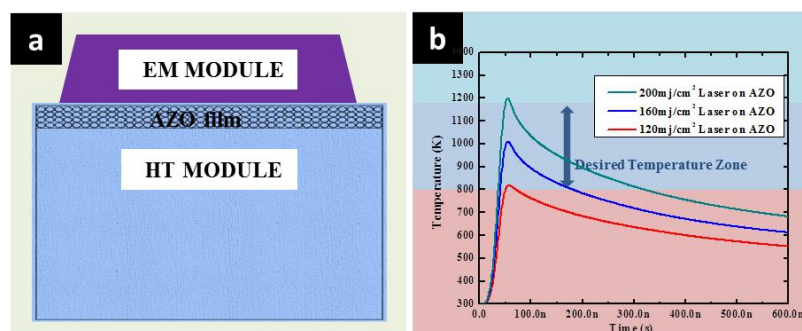 a
EM MODULE
AZO film
HT MODULE
b
1400
1300
1200
1100
1000
900
800
700
600
500
400
300
Temperature (K)
200mj/cm² Laser on AZO
160mj/cm² Laser on AZO
120mj/cm² Laser on AZO
Desired Temperature Zone
0.0 100.0n 200.0n 300.0n 400.0n 500.0n 600.0n
Time (s)